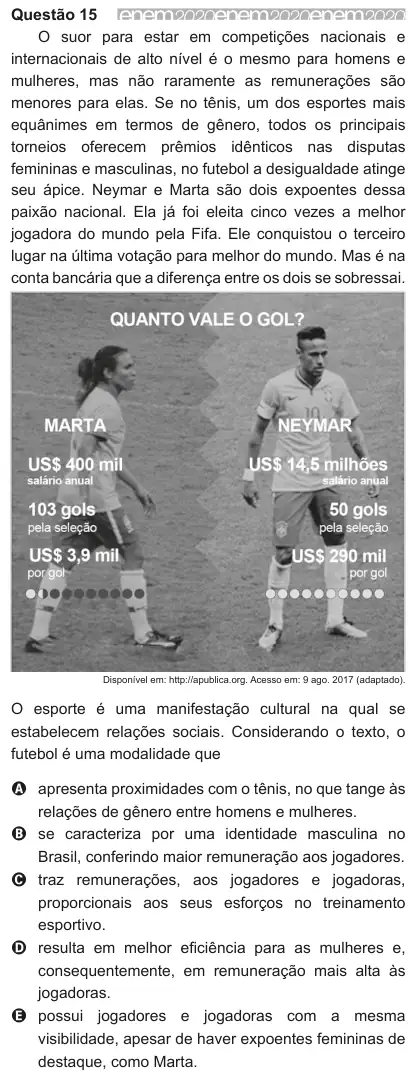 Questão 15 enem2020enem2020enem2020
O suor para estar em competições nacionais e
internacionais de alto nível é o mesmo para homens e
mulheres, mas não raramente as remunerações são
menores para elas. Se no tênis, um dos esportes mais
equânimes em termos de gênero, todos os principais
torneios oferecem prêmios idênticos nas disputas
femininas e masculinas, no futebol a desigualdade atinge
seu ápice. Neymar e Marta são dois expoentes dessa
paixão nacional. Ela já foi eleita cinco vezes a melhor
jogadora do mundo pela Fifa. Ele conquistou o terceiro
lugar na última votação para melhor do mundo. Mas é na
conta bancária que a diferença entre os dois se sobressai.
QUANTO VALE O GOL?
MARTA
US$ 400 mil
salário anual
103 gols
pela seleção
US$ 3,9 mil
por gol
NEYMAR
10
US$ 14,5 milhões
salário anual
50 gols
pela seleção
US$ 290 mil
por gol
Disponível em: http://apublica.org. Acesso em: 9 ago. 2017 (adaptado).
O esporte é uma manifestação cultural na qual se
estabelecem relações sociais. Considerando o texto, o
futebol é uma modalidade que
A apresenta proximidades com o tênis, no que tange às
relações de gênero entre homens e mulheres.
B se caracteriza por uma identidade masculina no
Brasil, conferindo maior remuneração aos jogadores.
C traz remunerações, aos jogadores e jogadoras,
proporcionais aos seus esforços no treinamento
esportivo.
D resulta em melhor eficiência para as mulheres e,
consequentemente, em remuneração mais alta às
jogadoras.
E possui jogadores e jogadoras com a mesma
visibilidade, apesar de haver expoentes femininas de
destaque, como Marta.